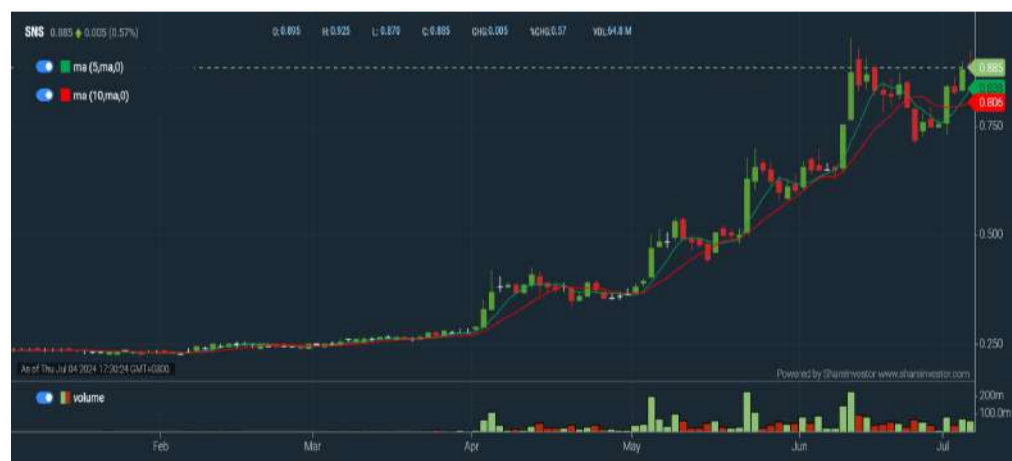 SNS 0.885 0.005 (0.57%) O: 0.895 H: 0.925 L: 0.870 C: 0.885 CHG:0.005 %CHG:0.57 VOL:64.8 M
ma (5,ma,0)
ma (10,ma,0)
0.885
0.806
0.750
0.500
0.250
As of Thu Jul 04 2024 17:30:24 GMT+0800
Powered by ShareInvestor www.shareinvestor.com
volume
200m
100.0m
Feb Mar Apr May Jun Jul